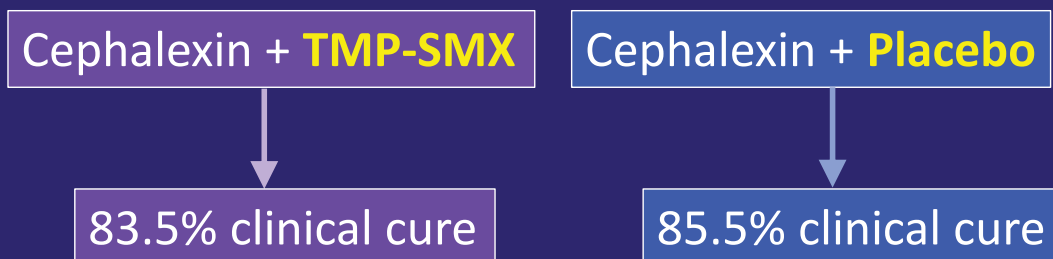 Cephalexin + TMP-SMX
Cephalexin + Placebo
83.5% clinical cure
85.5% clinical cure